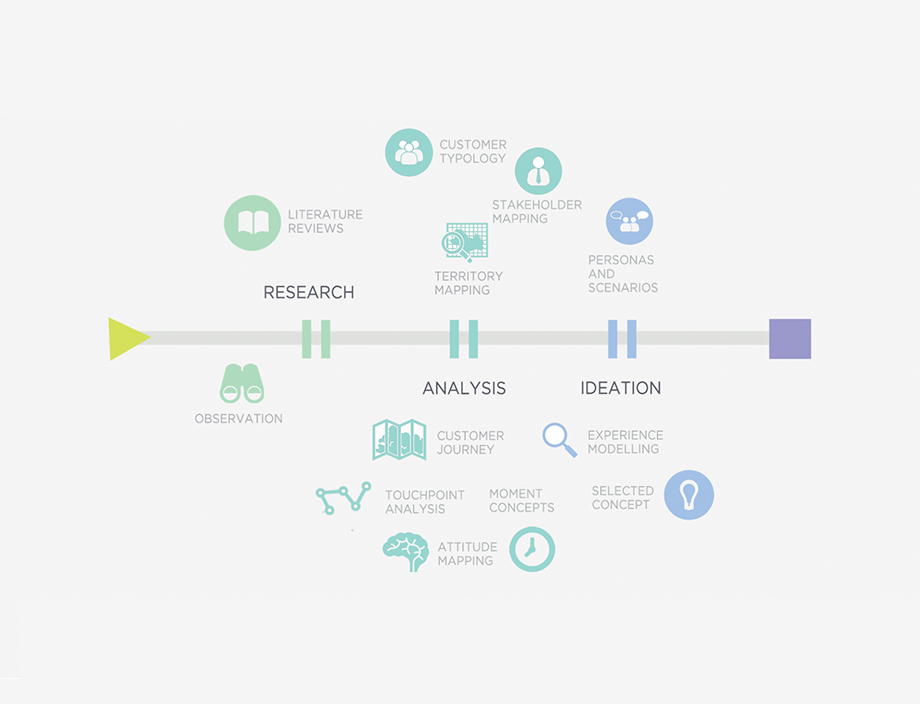 CUSTOMER
TYPOLOGY
STAKEHOLDER
MAPPING
LITERATURE
REVIEWS
TERRITORY
MAPPING
PERSONAS
AND
SCENARIOS
RESEARCH
ANALYSIS
IDEATION
OBSERVATION
CUSTOMER
JOURNEY
EXPERIENCE
MODELLING
TOUCHPOINT
ANALYSIS
MOMENT
CONCEPTS
SELECTED
CONCEPT
ATTITUDE
MAPPING